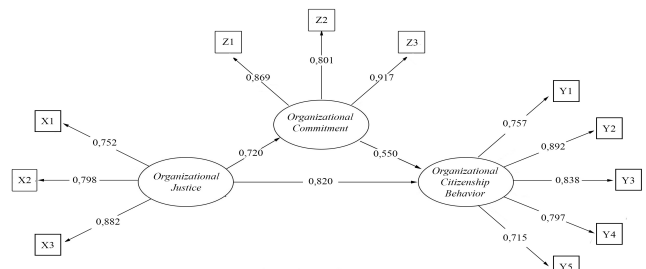 Z2
Z1
Z3
0,801
0,869
0,917
Y1
X1
Organizational
Commitment
0,757
Y2
0,752
0,720
0,550
0,892
X2
0,798
Organizational
Justice
0,820
Organizational
Citizenship
Behavior
0,838
Y3
0,882
0,797
Y4
X3
0,715
Y5